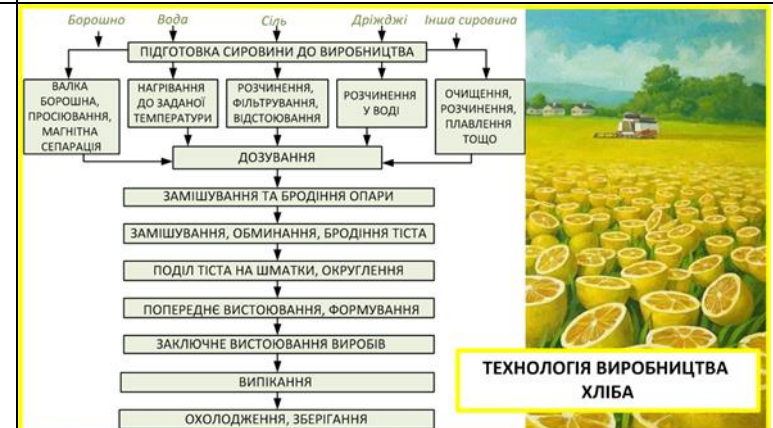 Борошно Вода Сіль Дріжджі Інша сировина
ПІДГОТОВКА СИРОВИНИ ДО ВИРОБНИЦТВА
ВАЛКА
БОРОШНА,
ПРОСІЮВАННЯ,
МАГНІТНА
СЕПАРАЦІЯ
НАГРІВАННЯ
ДО ЗАДАНОЇ
ТЕМПЕРАТУРИ
РОЗЧИНЕННЯ,
ФІЛЬТРУВАННЯ,
ВІДСТОЮВАННЯ
РОЗЧИНЕННЯ
У ВОДІ
ОЧИЩЕННЯ,
РОЗЧИНЕННЯ,
ПЛАВЛЕННЯ
ТОЩО
ДОЗУВАННЯ
ЗАМІШУВАННЯ ТА БРОДІННЯ ОПАРИ
ЗАМІШУВАННЯ, ОБМИНАННЯ, БРОДІННЯ ТІСТА
ПОДІЛ ТІСТА НА ШМАТКИ, ОКРУГЛЕННЯ
ПОПЕРЕДНЄ ВИСТОЮВАННЯ, ФОРМУВАННЯ
ЗАКЛЮЧНЕ ВИСТОЮВАННЯ ВИРОБІВ
ВИПІКАННЯ
ОХОЛОДЖЕННЯ, ЗБЕРІГАННЯ
ТЕХНОЛОГІЯ ВИРОБНИЦТВА
ХЛІБА